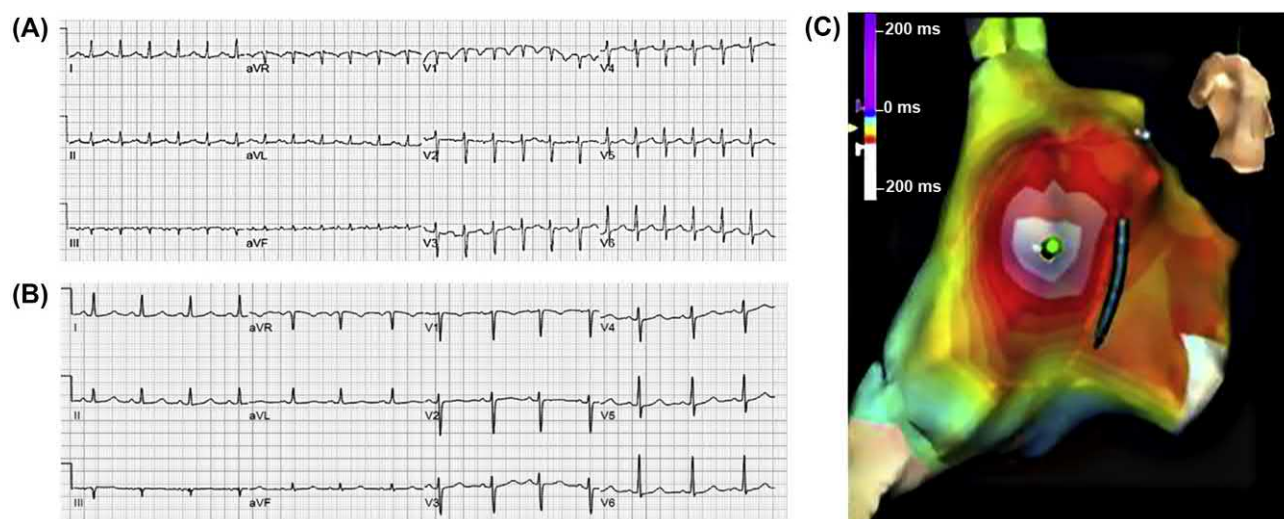 (A)
I aVR V1 V4
II aVL V2 V5
III aVF V3 V6
(B)
I aVR V1 V4
II aVL V2 V5
III aVF V3 V6
(C)
200 ms
0 ms
200 ms